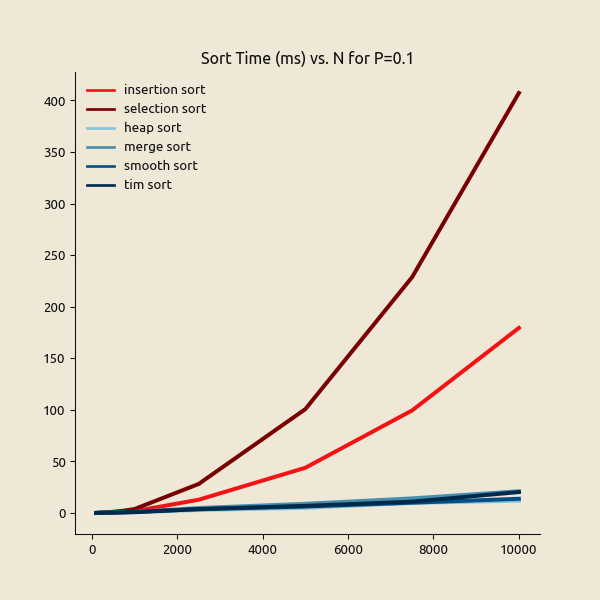 Sort Time (ms) vs. N for P=0.1
insertion sort
selection sort
heap sort
merge sort
smooth sort
tim sort
400
350
300
250
200
150
100
50
0
0 2000 4000 6000 8000 10000